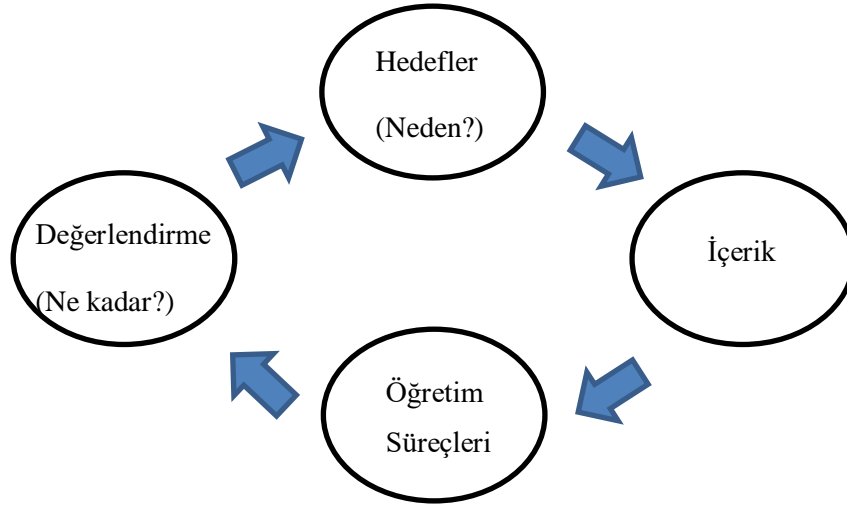 Hedefler
(Neden?)
Değerlendirme
(Ne kadar?)
İçerik
Öğretim
Süreçleri